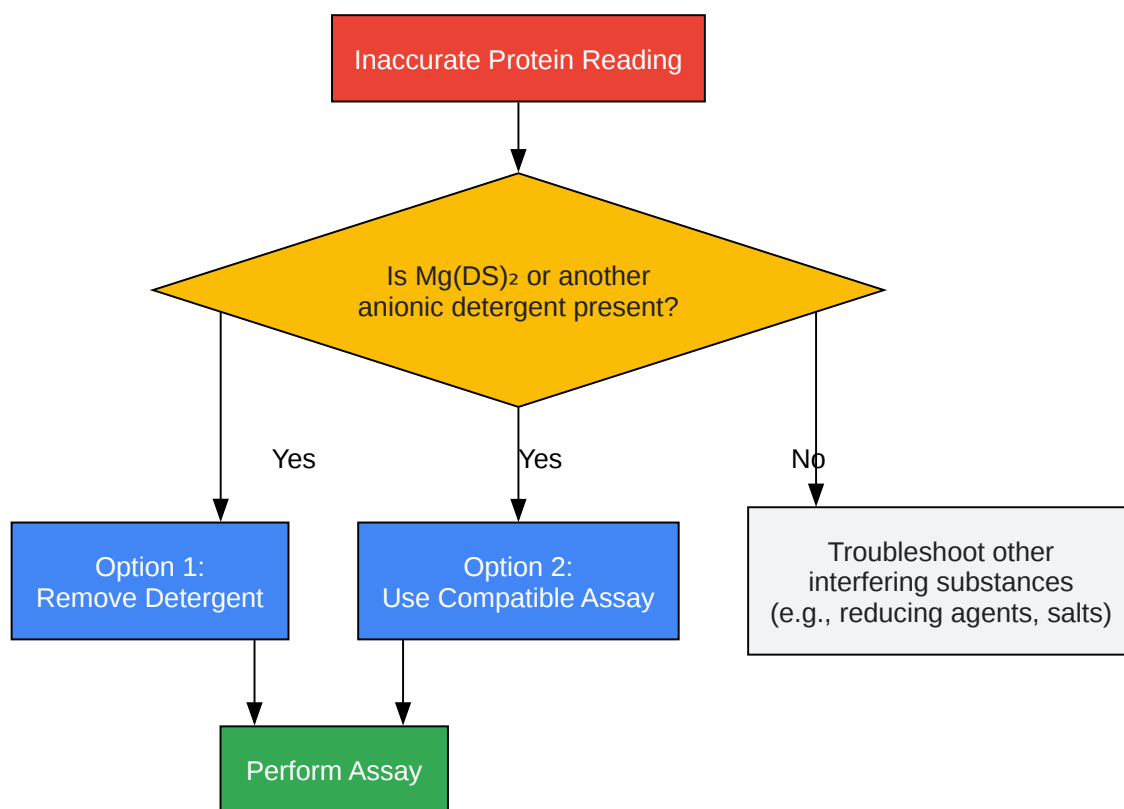 Inaccurate Protein Reading
Is Mg(DS)₂ or another
anionic detergent present?
Yes
Yes
No
Option 1:
Remove Detergent
Option 2:
Use Compatible Assay
Troubleshoot other
interfering substances
(e.g., reducing agents, salts)
Perform Assay